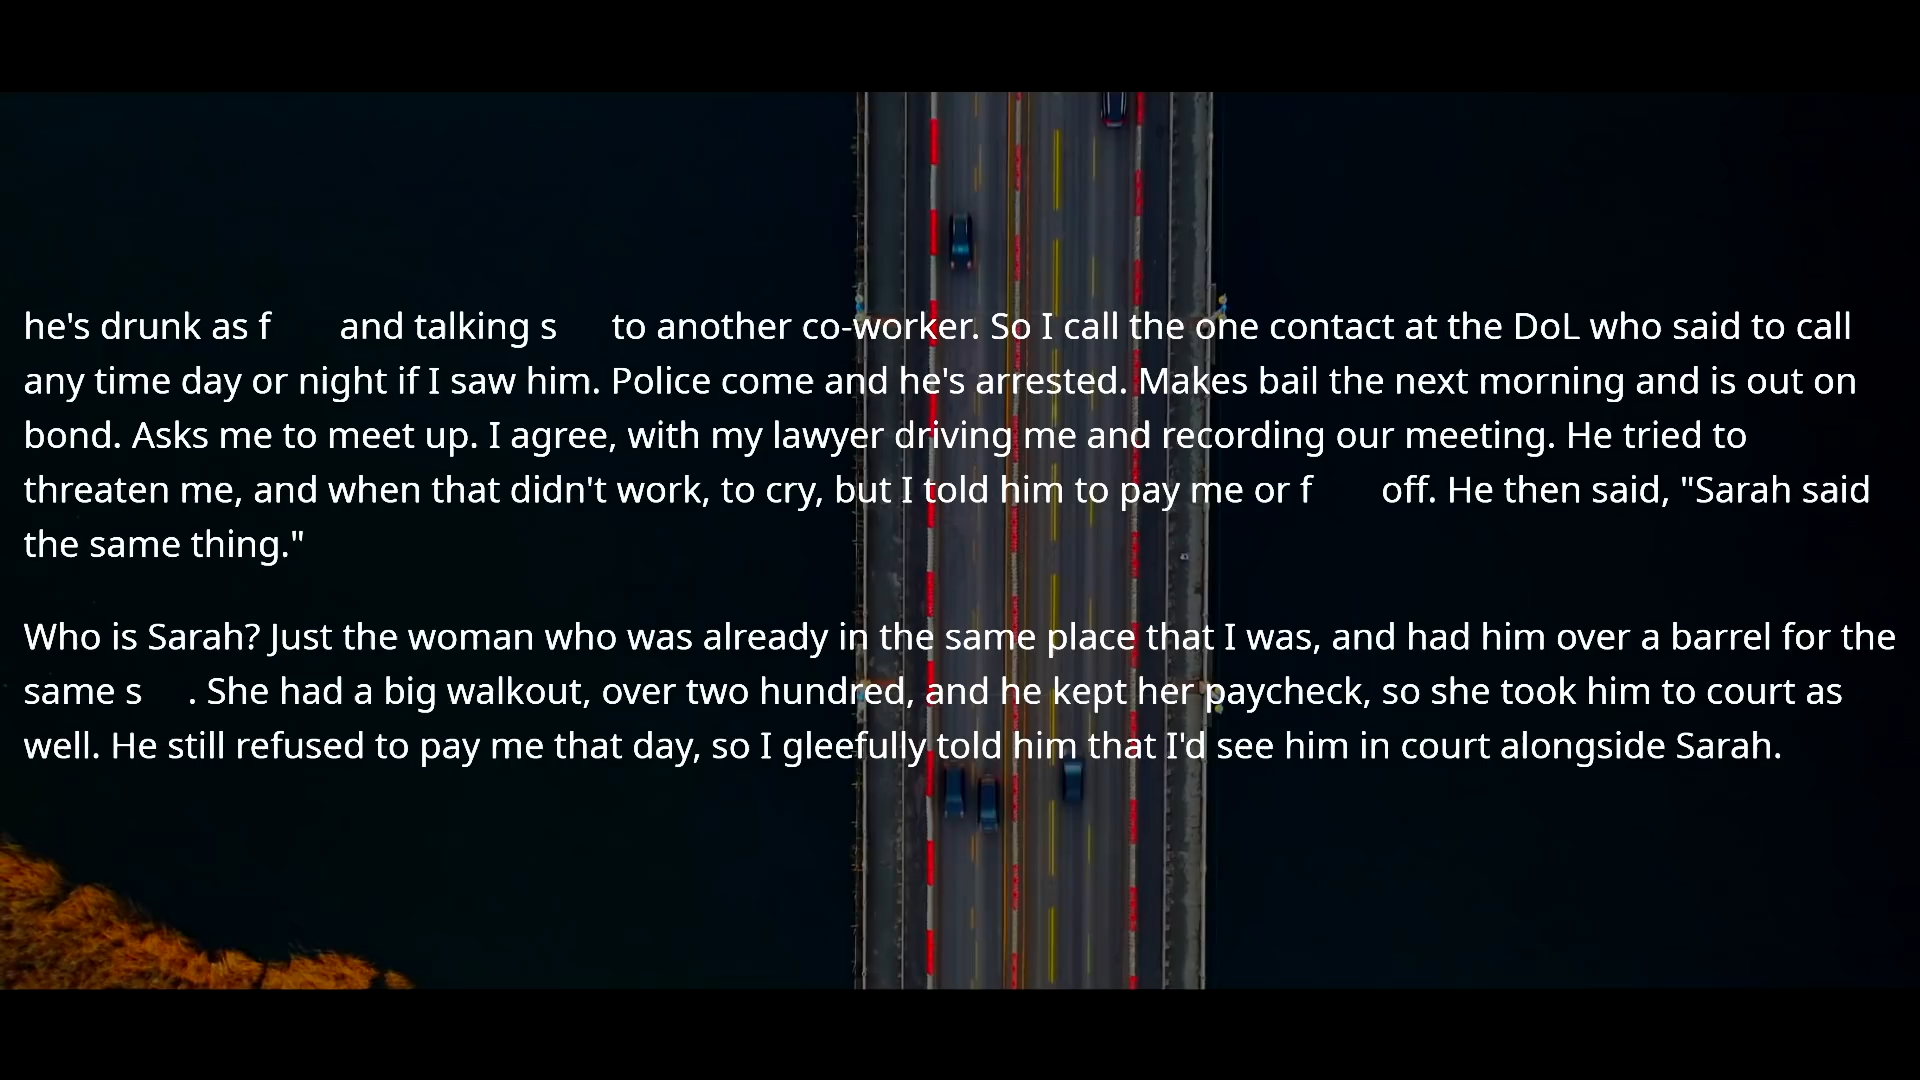 he's drunk as f and talking s to another co-worker. So I call the one contact at the DoL who said to call
any time day or night if I saw him. Police come and he's arrested. Makes bail the next morning and is out on
bond. Asks me to meet up. I agree, with my lawyer driving me and recording our meeting. He tried to
threaten me, and when that didn't work, to cry, but I told him to pay me or f off. He then said, "Sarah said
the same thing."
Who is Sarah? Just the woman who was already in the same place that I was, and had him over a barrel for the
same s . She had a big walkout, over two hundred, and he kept her paycheck, so she took him to court as
well. He still refused to pay me that day, so I gleefully told him that I'd see him in court alongside Sarah.